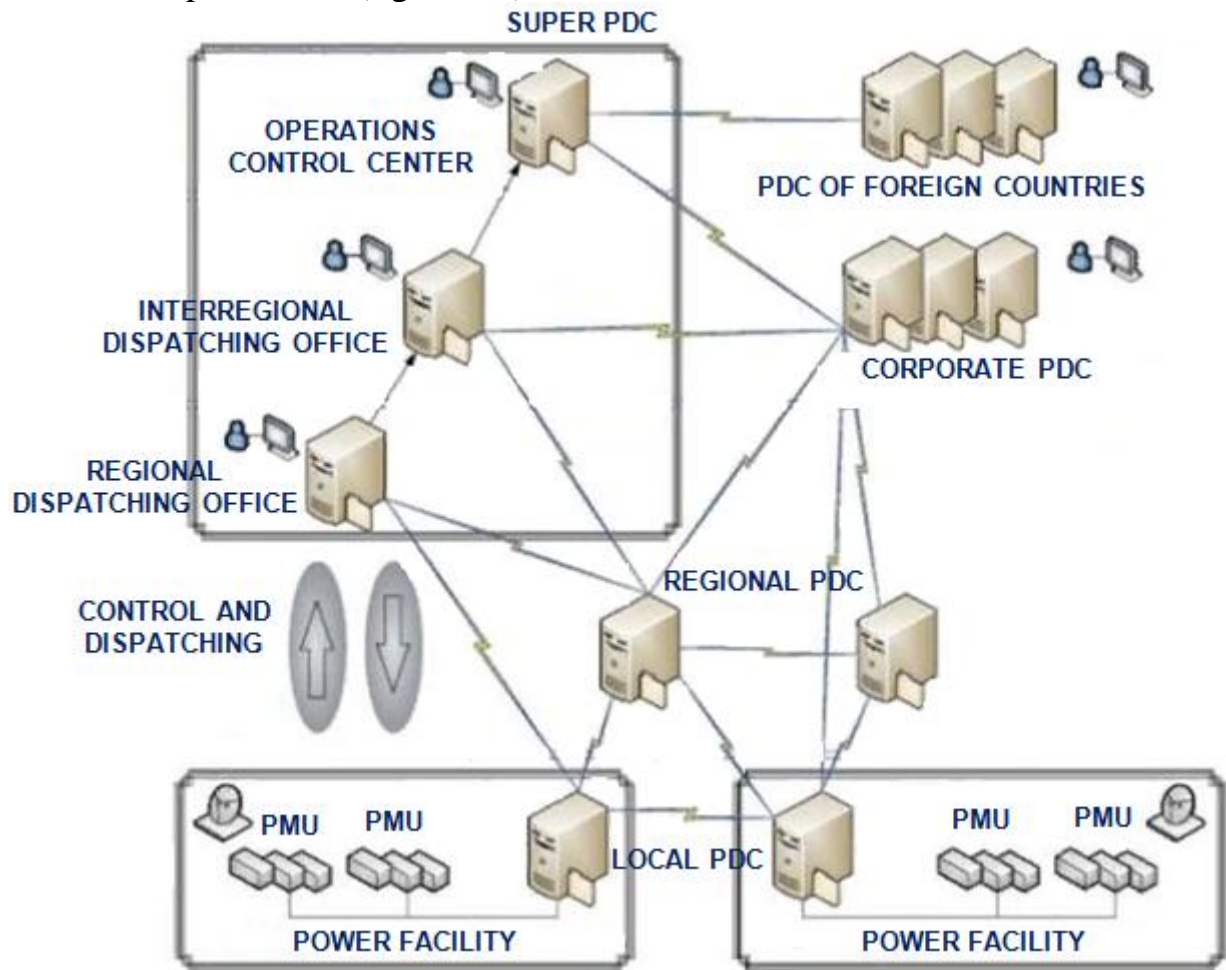 SUPER PDC
OPERATIONS
CONTROL CENTER
PDC OF FOREIGN COUNTRIES
INTERREGIONAL
DISPATCHING OFFICE
CORPORATE PDC
REGIONAL
DISPATCHING OFFICE
CONTROL AND
DISPATCHING
REGIONAL PDC
PMU PMU
LOCAL PDC
PMU PMU
POWER FACILITY
POWER FACILITY